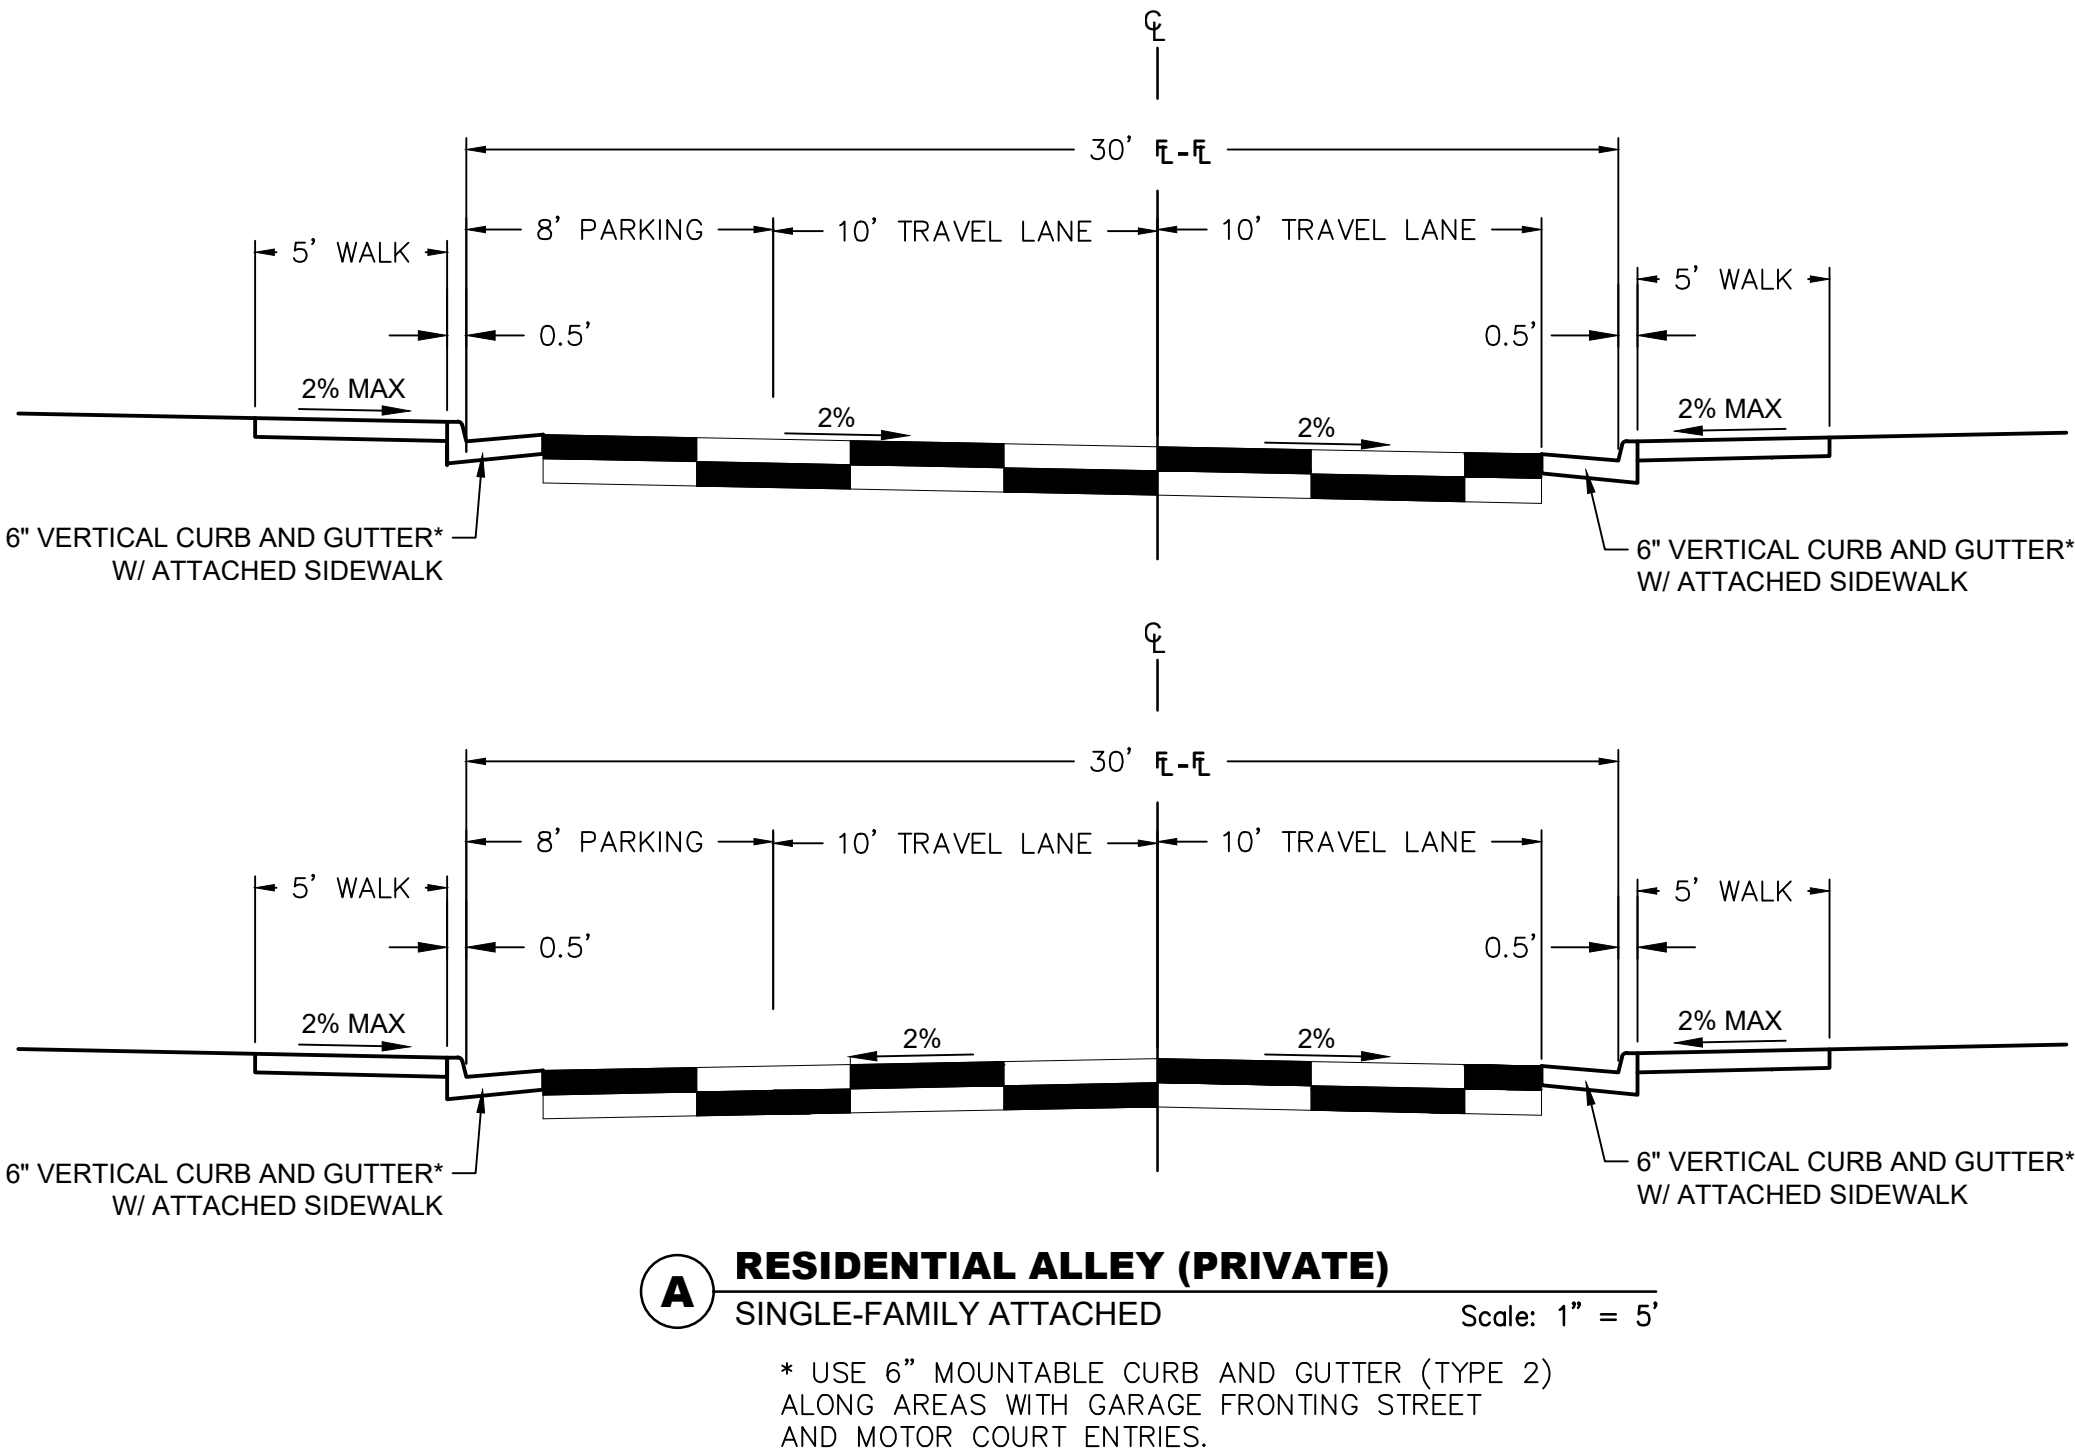 ℄
30' FL-FL
8' PARKING
10' TRAVEL LANE
10' TRAVEL LANE
5' WALK
5' WALK
0.5'
0.5'
2% MAX
2%
2%
2% MAX
6" VERTICAL CURB AND GUTTER*
W/ ATTACHED SIDEWALK
6" VERTICAL CURB AND GUTTER*
W/ ATTACHED SIDEWALK
℄
30' FL-FL
8' PARKING
10' TRAVEL LANE
10' TRAVEL LANE
5' WALK
5' WALK
0.5'
0.5'
2% MAX
2%
2%
2% MAX
6" VERTICAL CURB AND GUTTER*
W/ ATTACHED SIDEWALK
6" VERTICAL CURB AND GUTTER*
W/ ATTACHED SIDEWALK
A
RESIDENTIAL ALLEY (PRIVATE)
SINGLE-FAMILY ATTACHED
Scale: 1" = 5'
* USE 6" MOUNTABLE CURB AND GUTTER (TYPE 2)
ALONG AREAS WITH GARAGE FRONTING STREET
AND MOTOR COURT ENTRIES.